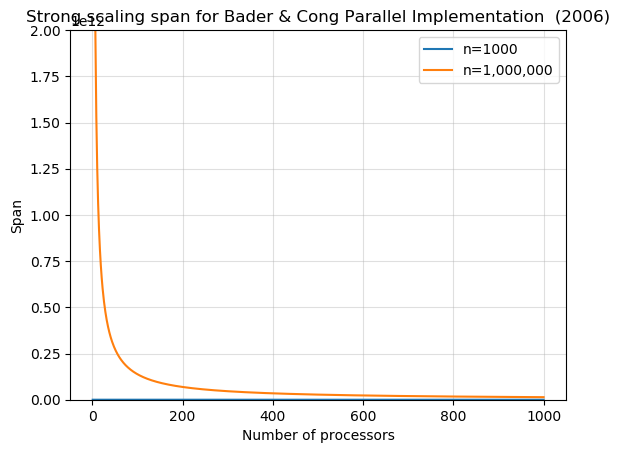 Strong scaling span for Bader & Cong Parallel Implementation  (2006)
1e12
2.00
1.75
1.50
1.25
1.00
0.75
0.50
0.25
0.00
Span
n=1000
n=1,000,000
0 200 400 600 800 1000
Number of processors